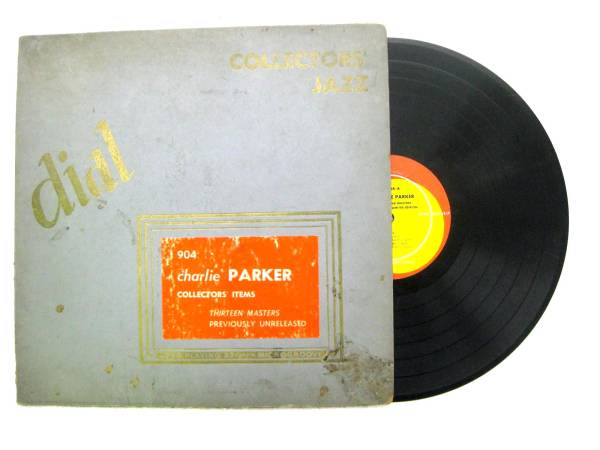 COLLECTORS'
JAZZ
dial
904
charlie PARKER
COLLECTORS' ITEMS
THIRTEEN MASTERS
PREVIOUSLY UNRELEASED
PARKER